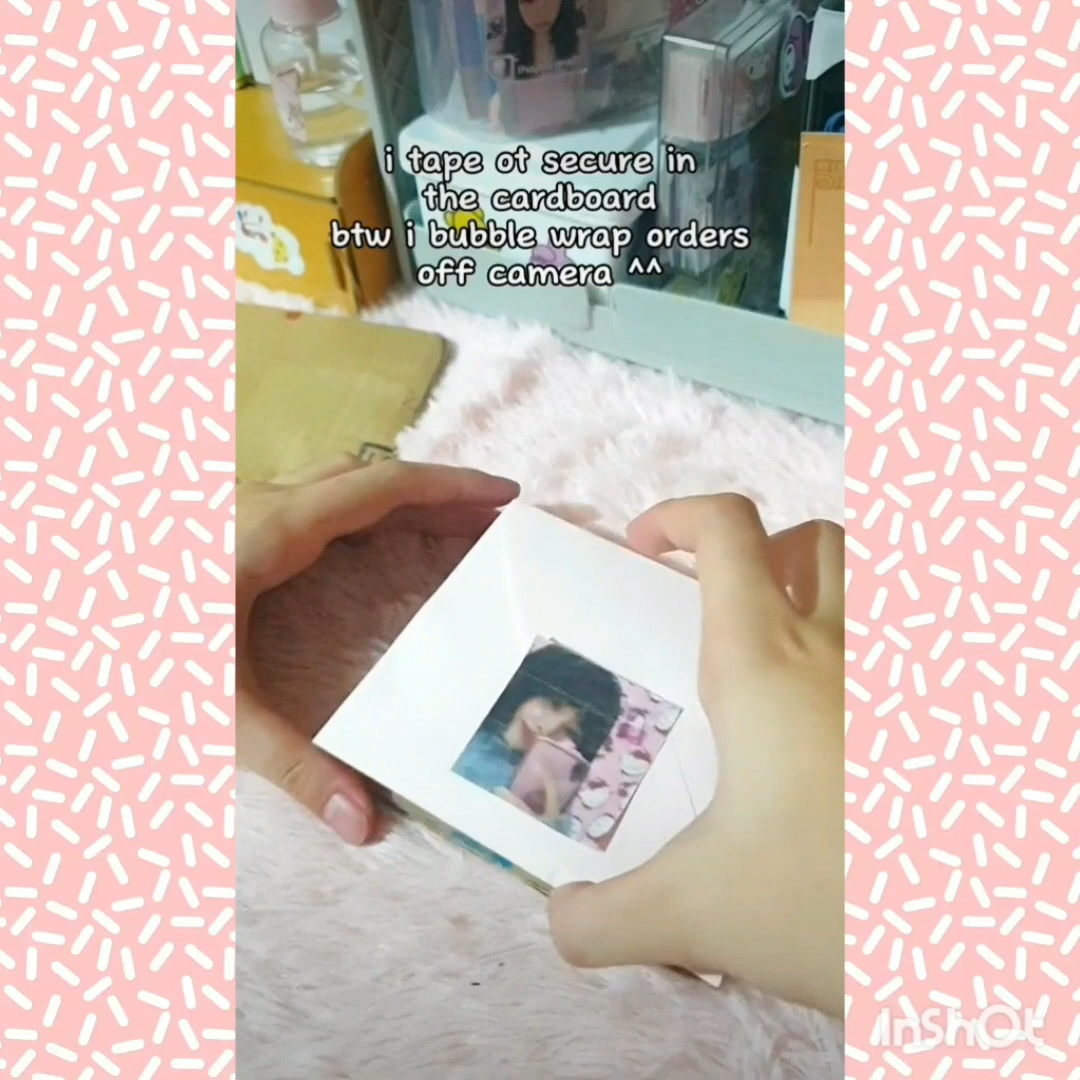 i tape ot secure in
the cardboard
btw i bubble wrap orders
off camera ^^
InShOt